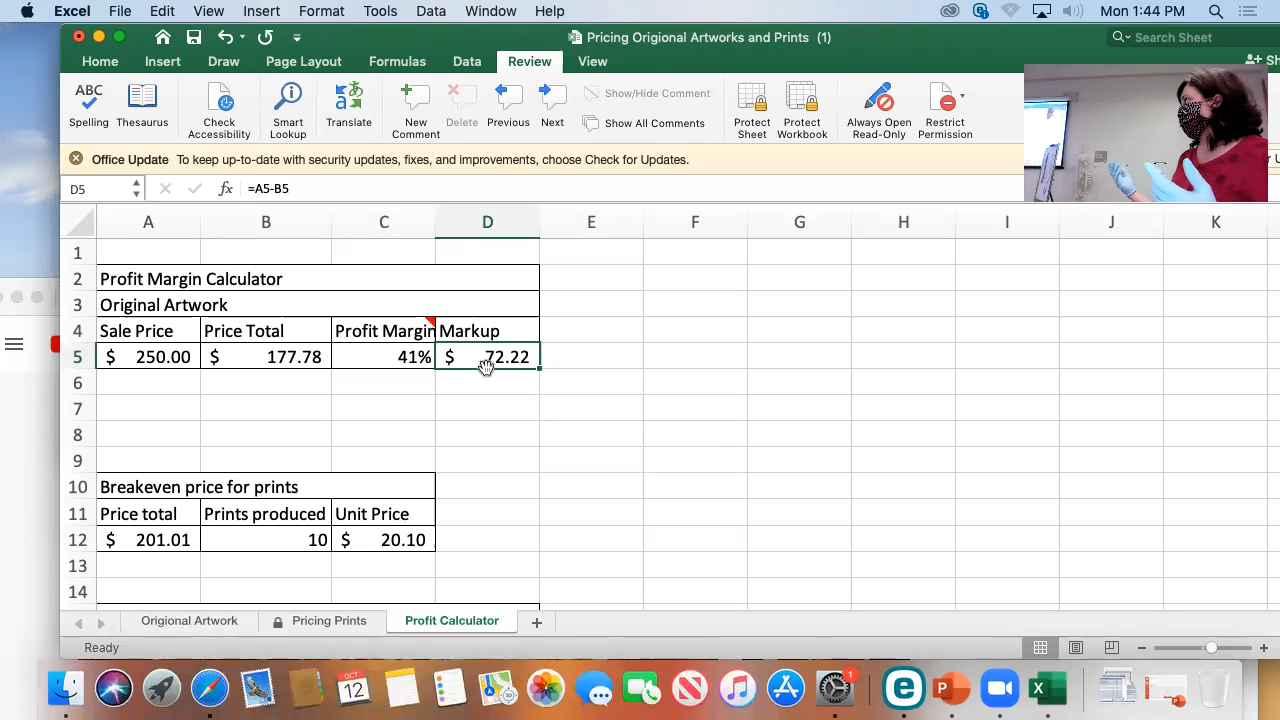 Excel File Edit View Insert Format Tools Data Window Help Mon 1:44 PM
Pricing Origional Artworks and Prints (1) Search Sheet
Home Insert Draw Page Layout Formulas Data Review View
ABC
Spelling Thesaurus Check Accessibility Smart Lookup Translate New Comment Delete Previous Next Show/Hide Comment Show All Comments Protect Sheet Protect Workbook Always Open Read-Only Restrict Permission
Office Update To keep up-to-date with security updates, fixes, and improvements, choose Check for Updates.
D5 fx =A5-B5
A B C D E F G H I J K
1
2 Profit Margin Calculator
3 Original Artwork
4 Sale Price Price Total Profit Margin Markup
5 $ 250.00 $ 177.78 41% $ 72.22
6
7
8
9
10 Breakeven price for prints
11 Price total Prints produced Unit Price
12 $ 201.01 10 $ 20.10
13
14
Origional Artwork Pricing Prints Profit Calculator
Ready
OCT
12
1